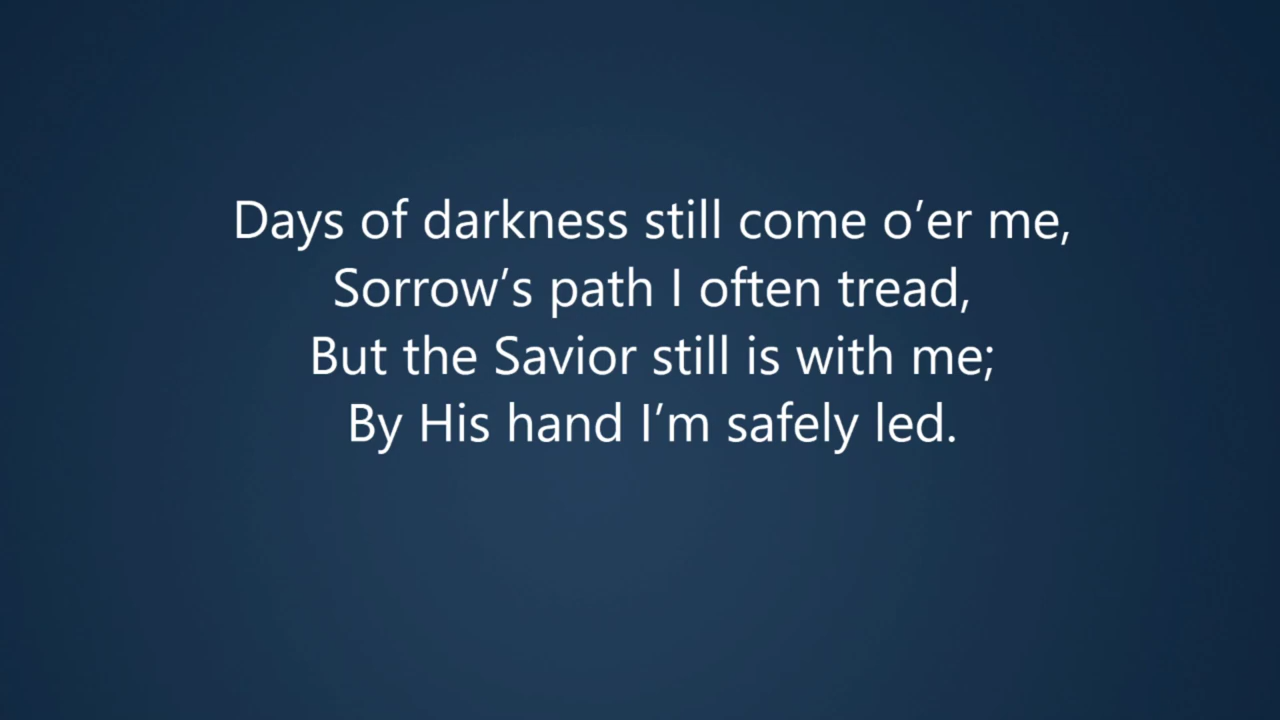 Days of darkness still come o’er me,
Sorrow’s path I often tread,
But the Savior still is with me;
By His hand I’m safely led.